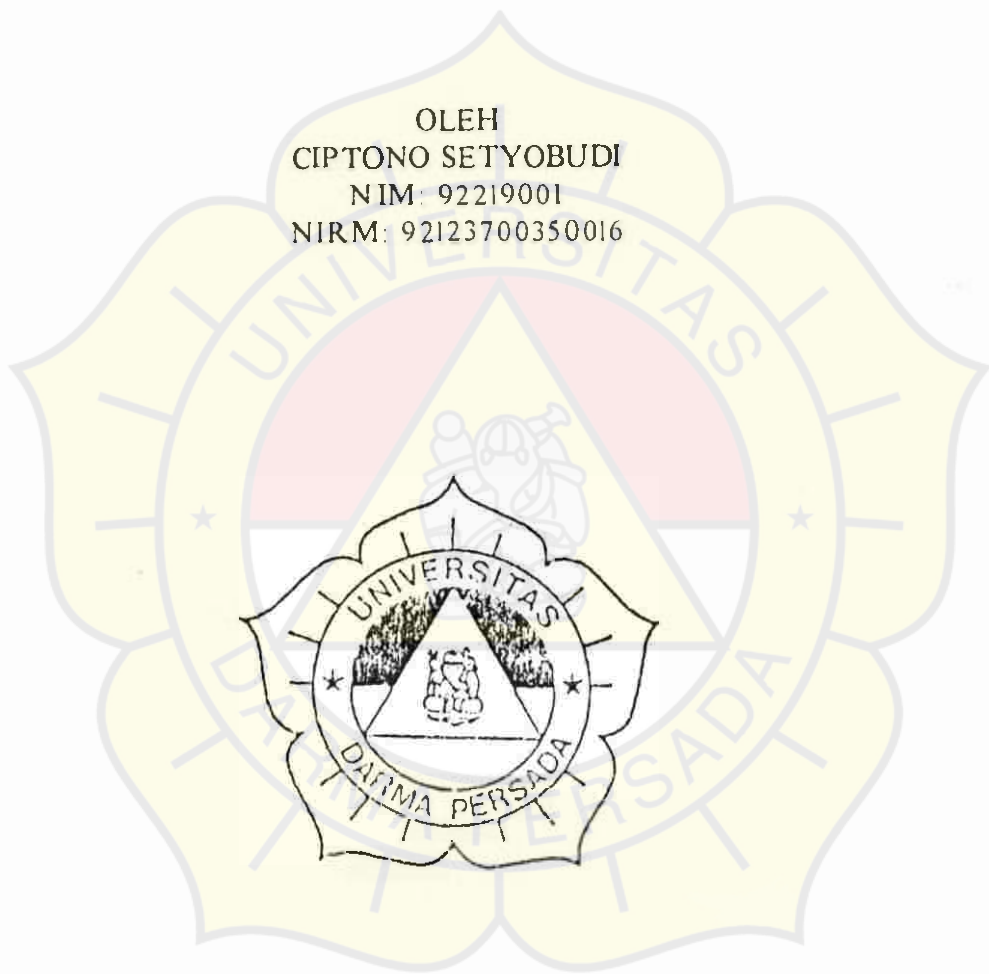 OLEH
CIPTONO SETYOBUDI
NIM: 92219001
NIRM: 92123700350016
UNIVERSITAS
DARMA PERSADA
UNIVERSITAS
DARMA PERSADA